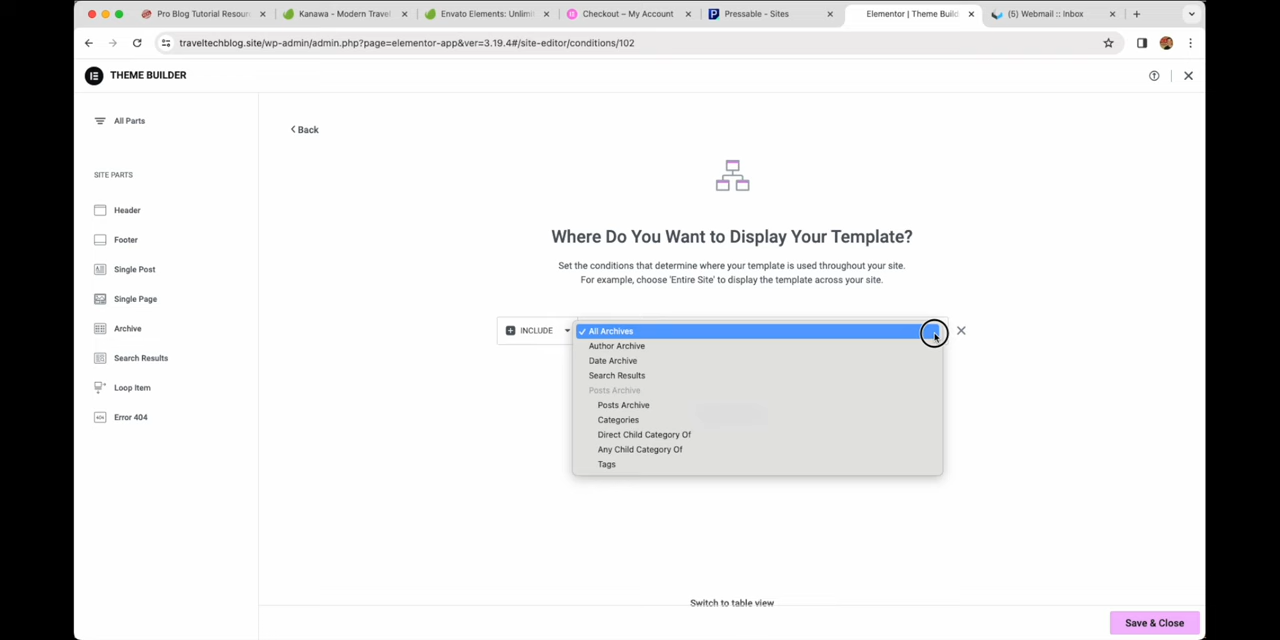 Pro Blog Tutorial Resour
Kanawa - Modern Travel
Envato Elements: Unlimi
Checkout – My Account
Pressable - Sites
Elementor | Theme Build
(5) Webmail :: Inbox
traveltechblog.site/wp-admin/admin.php?page=elementor-app&ver=3.19.4#/site-editor/conditions/102
THEME BUILDER
All Parts
Back
SITE PARTS
Header
Footer
Single Post
Single Page
Archive
Search Results
Loop Item
Error 404
Where Do You Want to Display Your Template?
Set the conditions that determine where your template is used throughout your site.
For example, choose 'Entire Site' to display the template across your site.
INCLUDE
All Archives
Author Archive
Date Archive
Search Results
Posts Archive
Posts Archive
Categories
Direct Child Category Of
Any Child Category Of
Tags
Switch to table view
Save & Close